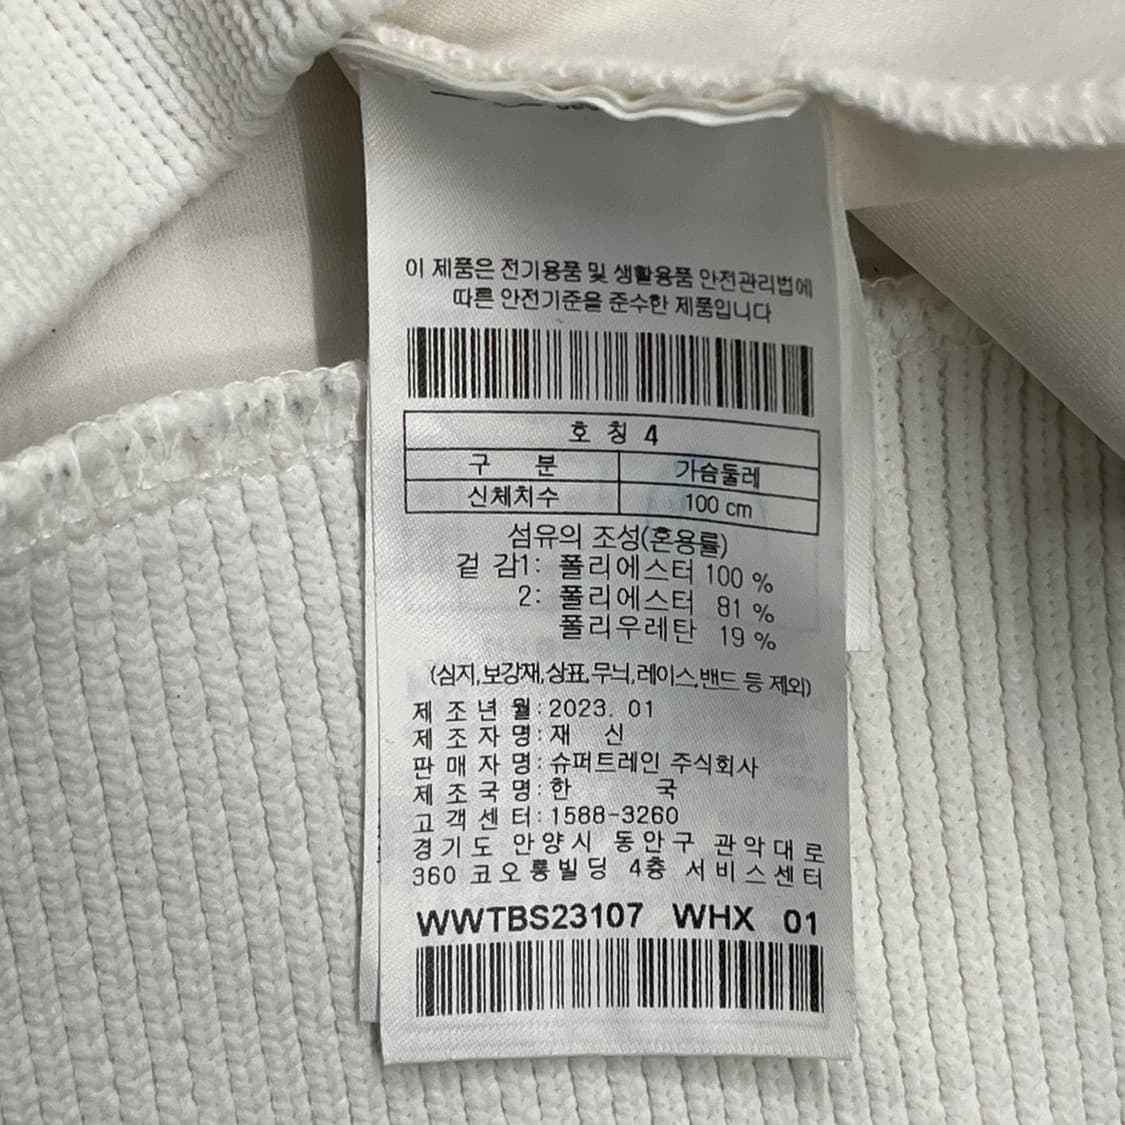 이 제품은 전기용품 및 생활용품 안전관리법에
따른 안전기준을 준수한 제품입니다
호 칭 4
구 분 가슴둘레
신체치수 100 cm
섬유의 조성(혼용률)
겉 감1: 폴리에스터 100 %
2: 폴리에스터 81 %
폴리우레탄 19 %
(심지,보강재,상표,무늬,레이스,밴드 등 제외)
제 조 년 월:2023. 01
제 조 자 명:재 신
판 매 자 명:슈퍼트레인 주식회사
제 조 국 명:한 국
고 객 센 터:1588-3260
경기도 안양시 동안구 관악대로
360 코오롱빌딩 4층 서비스센터
WWTBS23107 WHX 01